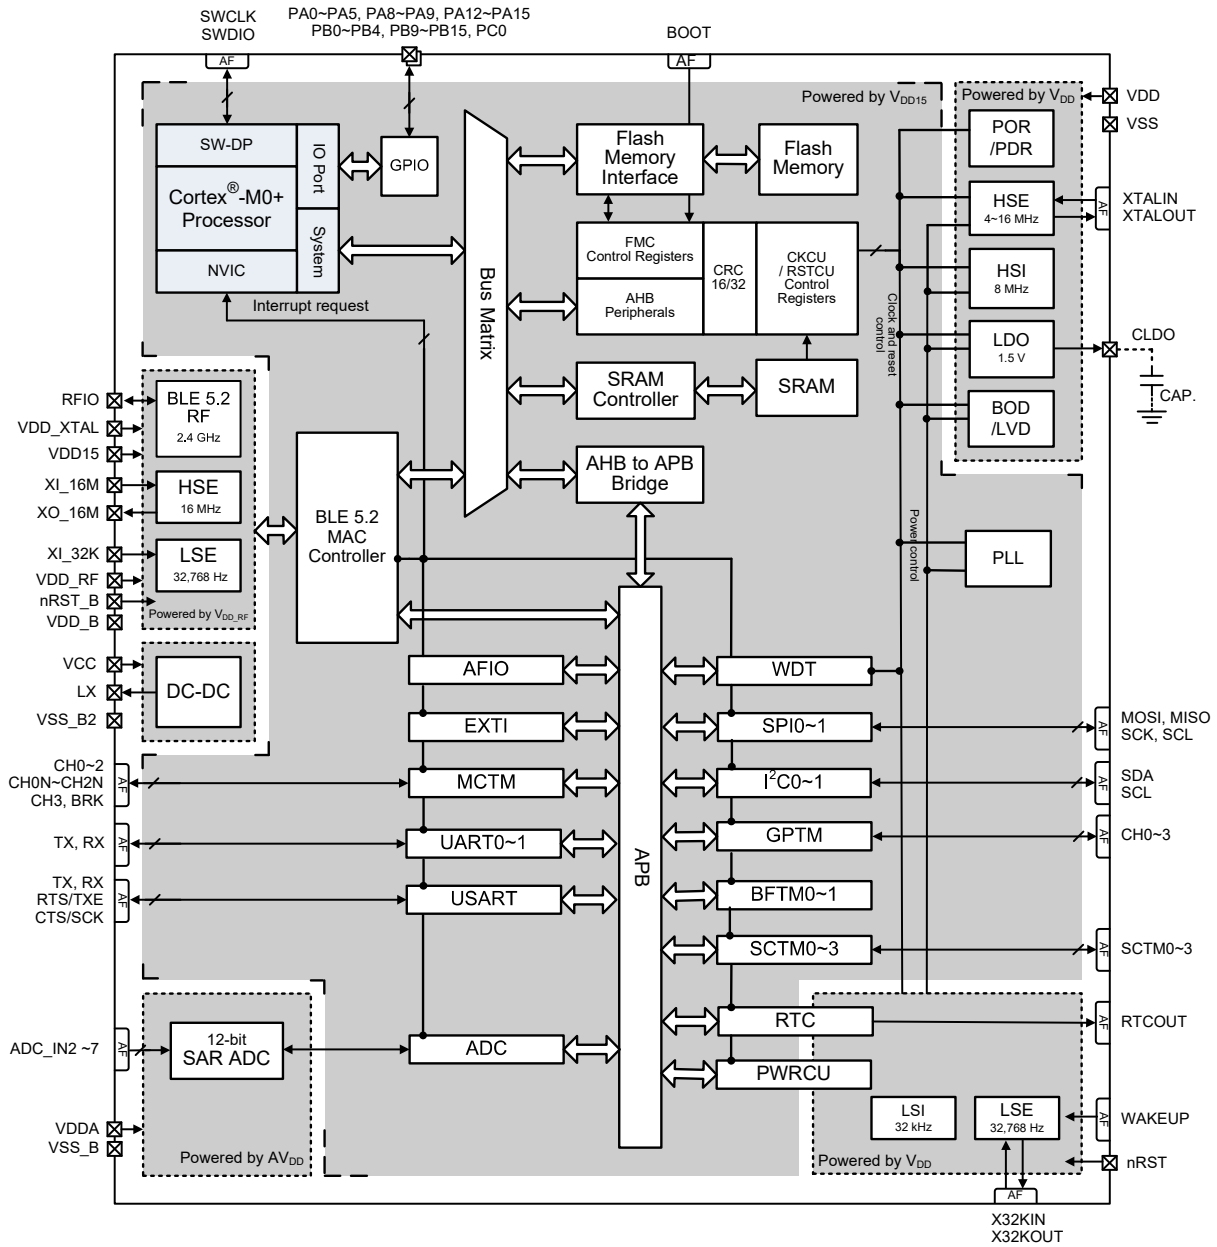 SWCLK
SWDIO
PA0~PA5, PA8~PA9, PA12~PA15
PB0~PB4, PB9~PB15, PC0
BOOT
AF
AF
Powered by VDD15
Powered by VDD
VDD
VSS
SW-DP
Cortex®-M0+
Processor
NVIC
IO Port
System
GPIO
Interrupt request
Bus Matrix
Flash
Memory
Interface
Flash
Memory
FMC
Control Registers
AHB
Peripherals
CRC
16/32
CKCU
/ RSTCU
Control
Registers
SRAM
Controller
SRAM
AHB to APB
Bridge
Clock and reset
control
Power control
POR
/PDR
HSE
4~16 MHz
AF
XTALIN
XTALOUT
HSI
8 MHz
LDO
1.5 V
CLDO
CAP.
BOD
/LVD
PLL
RFIO
VDD_XTAL
VDD15
XI_16M
XO_16M
XI_32K
VDD_RF
nRST_B
VDD_B
BLE 5.2
RF
2.4 GHz
HSE
16 MHz
LSE
32,768 Hz
Powered by VDD_RF
BLE 5.2
MAC
Controller
VCC
LX
VSS_B2
DC-DC
APB
AFIO
EXTI
MCTM
UART0~1
USART
ADC
WDT
SPI0~1
I2C0~1
GPTM
BFTM0~1
SCTM0~3
RTC
PWRCU
CH0~2
CH0N~CH2N
CH3, BRK
AF
TX, RX
AF
TX, RX
RTS/TXE
CTS/SCK
AF
ADC_IN2 ~7
AF
12-bit
SAR ADC
VDDA
VSS_B
Powered by AVDD
AF
MOSI, MISO
SCK, SCL
AF
SDA
SCL
AF
CH0~3
AF
SCTM0~3
AF
RTCOUT
LSI
32 kHz
LSE
32,768 Hz
AF
WAKEUP
Powered by VDD
nRST
AF
X32KIN
X32KOUT